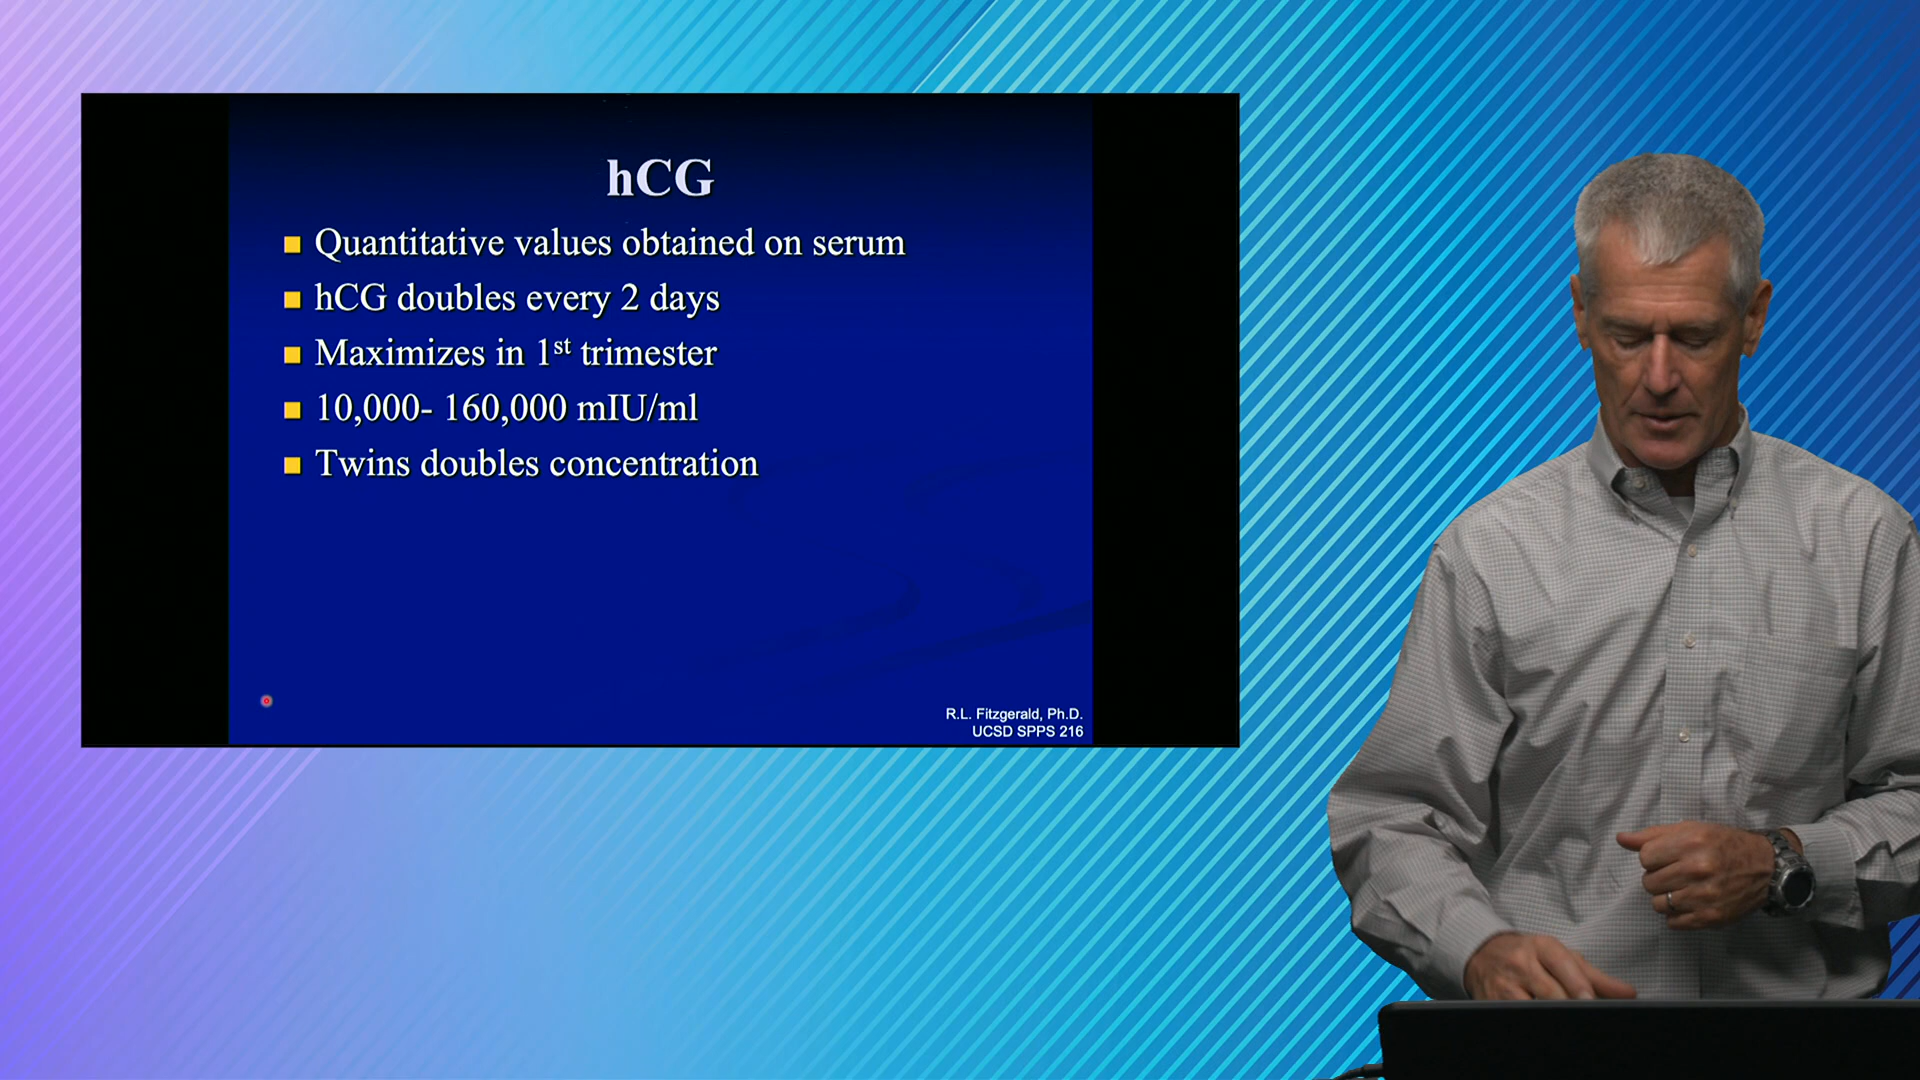 hCG
Quantitative values obtained on serum
hCG doubles every 2 days
Maximizes in 1st trimester
10,000- 160,000 mIU/ml
Twins doubles concentration
R.L. Fitzgerald, Ph.D.
UCSD SPPS 216